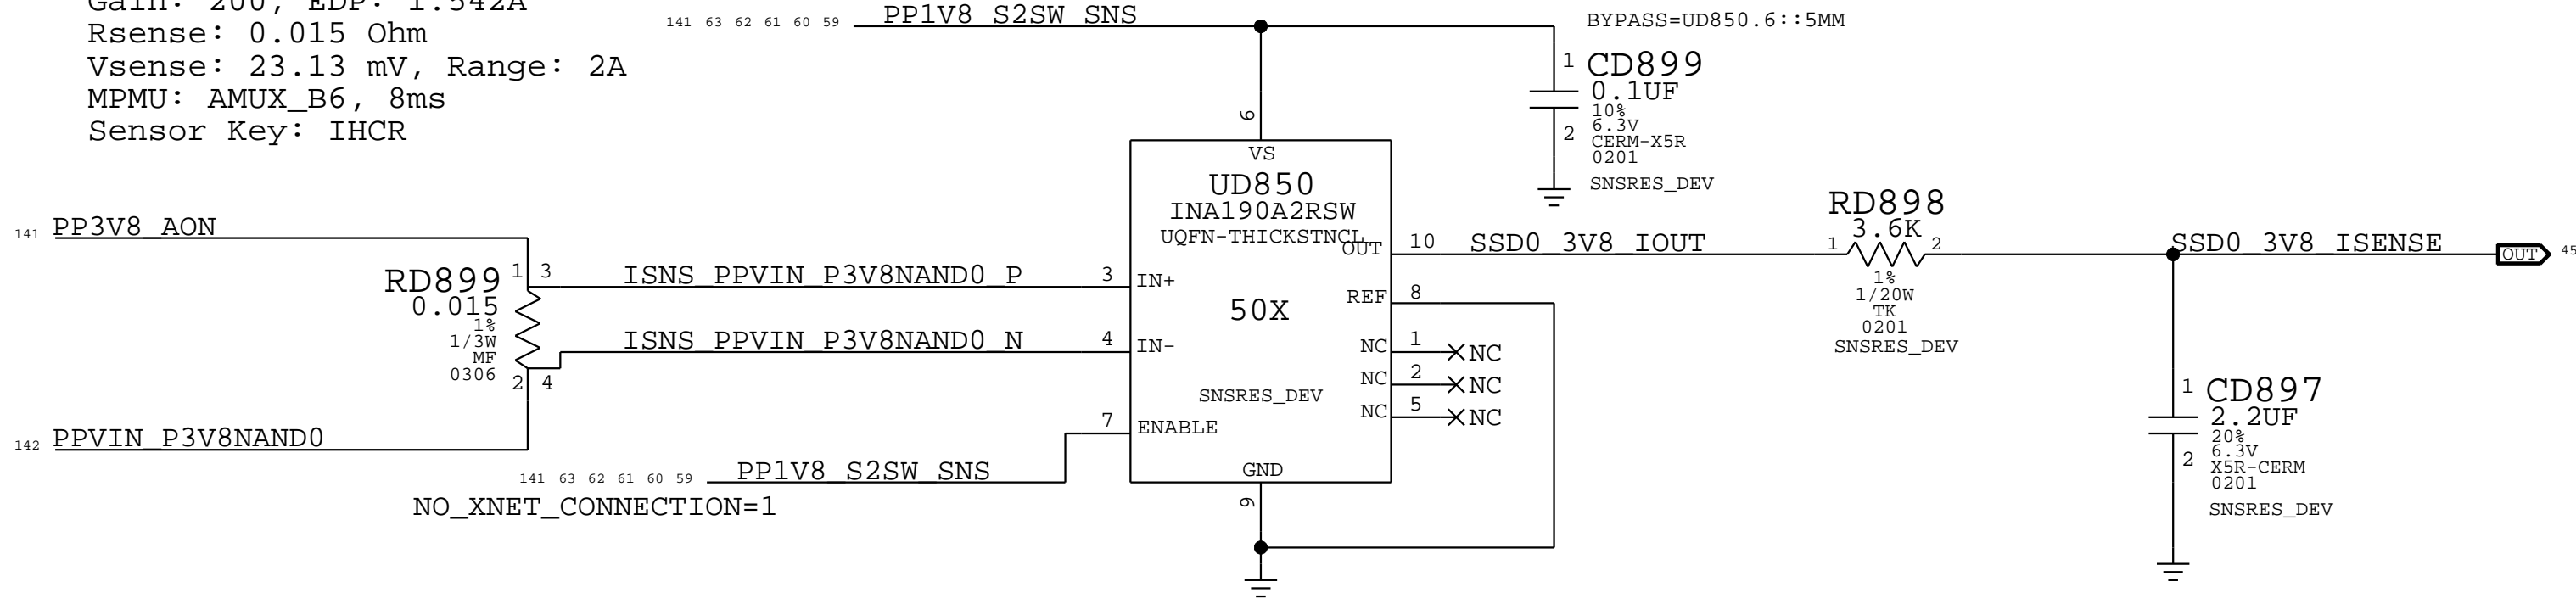 Gain: 200, EDP: 1.542A
Rsense: 0.015 Ohm
Vsense: 23.13 mV, Range: 2A
MPMU: AMUX_B6, 8ms
Sensor Key: IHCR
141 63 62 61 60 59 PP1V8_S2SW_SNS
BYPASS=UD850.6::5MM
1 CD899
0.1UF
10%
6.3V
2 CERM-X5R
0201
SNSRES_DEV
6
VS
UD850
INA190A2RSW
UQFN-THICKSTNCL
50X
SNSRES_DEV
141 PP3V8_AON
RD899 1 3
0.015
1%
1/3W
MF
0306 2 4
142 PPVIN_P3V8NAND0
ISNS_PPVIN_P3V8NAND0_P 3 IN+
ISNS_PPVIN_P3V8NAND0_N 4 IN-
7 ENABLE
141 63 62 61 60 59 PP1V8_S2SW_SNS
NO_XNET_CONNECTION=1
GND
9
OUT 10 SSD0_3V8_IOUT
REF 8
NC 1 NC
NC 2 NC
NC 5 NC
RD898
3.6K
1 2
1%
1/20W
TK
0201
SNSRES_DEV
SSD0_3V8_ISENSE OUT 45
1 CD897
2.2UF
20%
6.3V
2 X5R-CERM
0201
SNSRES_DEV